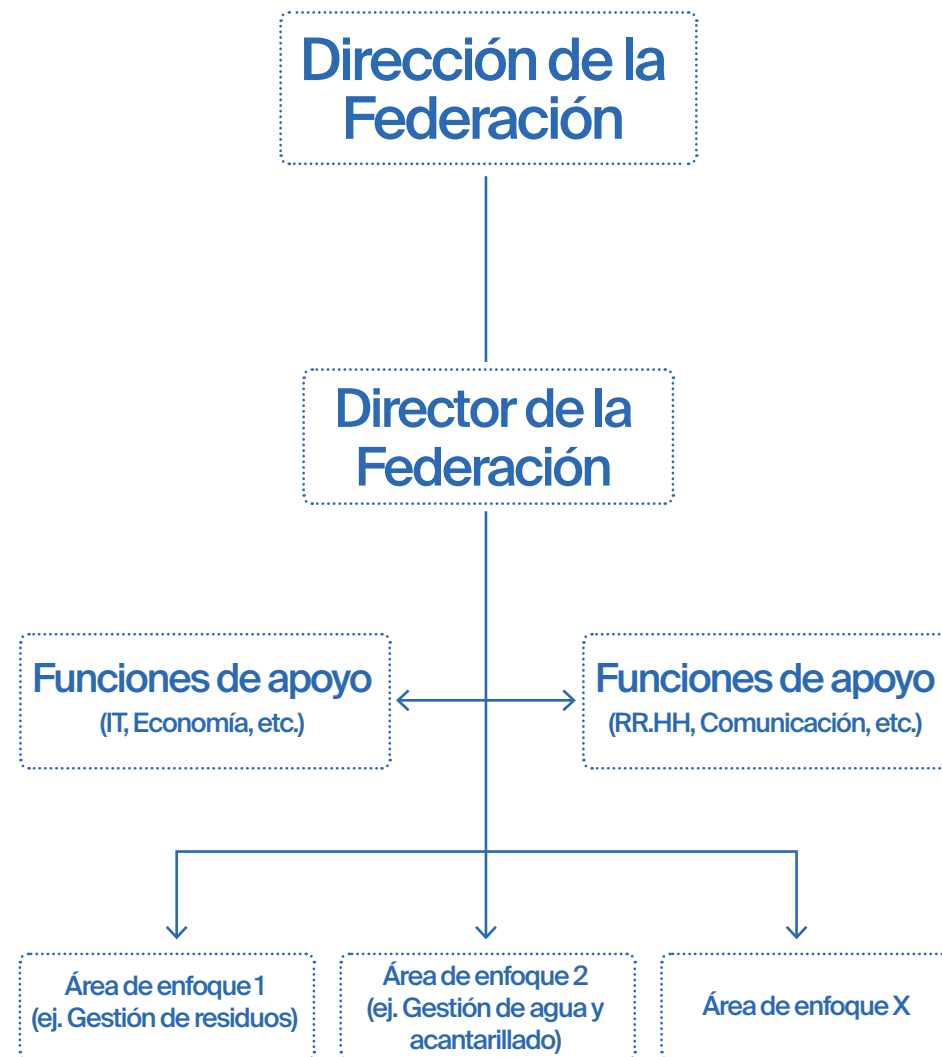 Dirección de la
Federación
Director de la
Federación
Funciones de apoyo
(IT, Economía, etc.)
Funciones de apoyo
(RR.HH, Comunicación, etc.)
Área de enfoque 1
(ej. Gestión de residuos)
Área de enfoque 2
(ej. Gestión de agua y
acantarillado)
Área de enfoque X